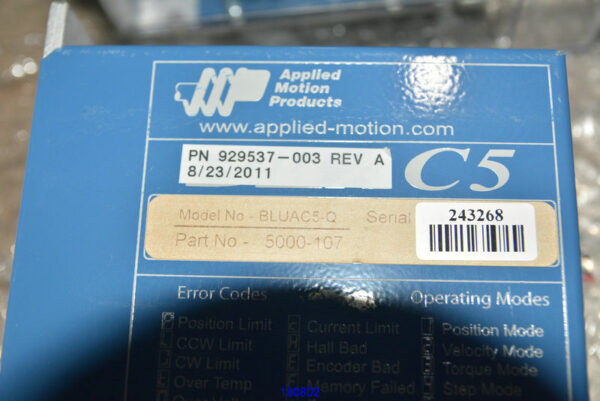 Applied
Motion
Products
www.applied-motion.com
PN 929537-003 REV A
8/23/2011
C5
Model No - BLUAC5-Q Serial 243268
Part No - 5000-107
Error Codes Operating Modes
Position Limit Current Limit Position Mode
CCW Limit Hall Bad Velocity Mode
CW Limit Encoder Bad Torque Mode
Over Temp Memory Failed Step Mode
180802